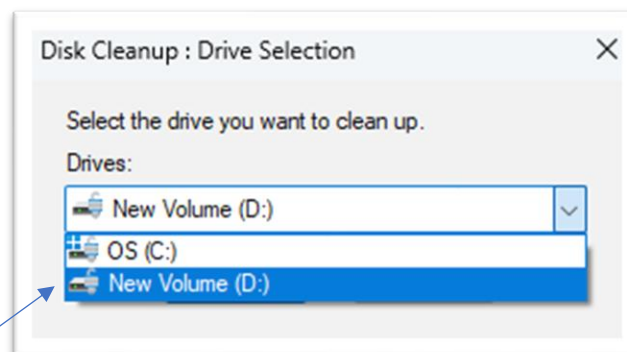 Disk Cleanup : Drive Selection
Select the drive you want to clean up.
Drives:
New Volume (D:)
OS (C:)
New Volume (D:)